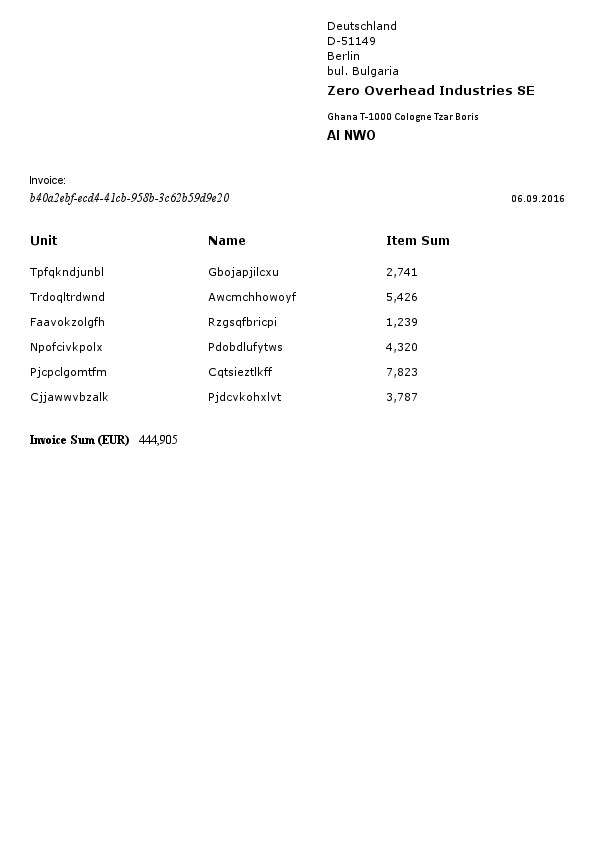 Deutschland
D-51149
Berlin
bul. Bulgaria
Zero Overhead Industries SE
Ghana T-1000 Cologne Tzar Boris
AI NWO
Invoice:
b40a2ebf-ecd4-41cb-958b-3c62b59d9e20
06.09.2016
Unit Name Item Sum
Tpfqkndjunbl Gbojapjilcxu 2,741
Trdoqltrdwnd Awcmchhowoyf 5,426
Faavokzolgfh Rzgsqfbricpi 1,239
Npofcivkpolx Pdobdlufytws 4,320
Pjcpclgomtfm Cqtsieztlkff 7,823
Cjjawwvbzalk Pjdcvkohxlvt 3,787
Invoice Sum (EUR) 444,905